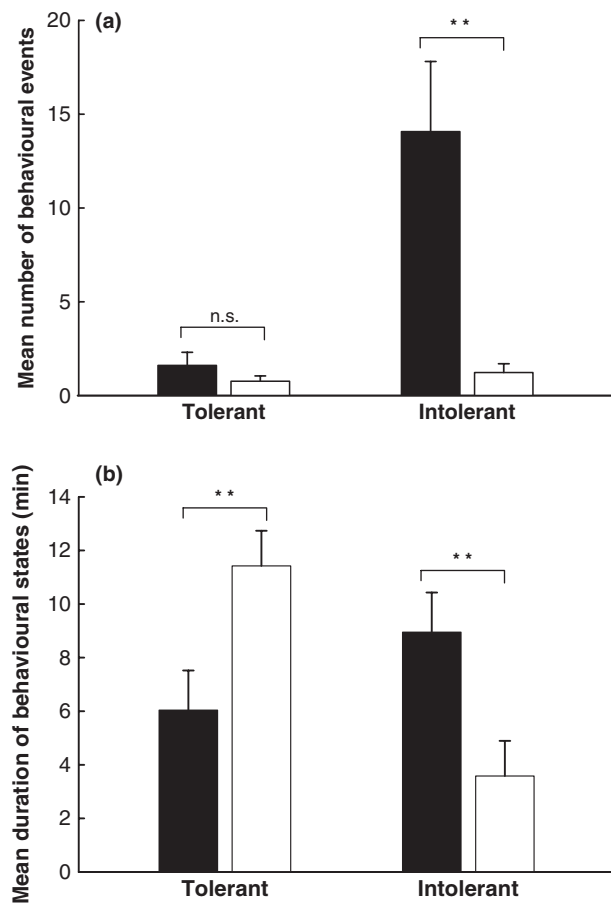 (a)
Mean number of behavioural events
20
15
10
5
0
n.s.
* *
Tolerant
Intolerant
(b)
Mean duration of behavioural states (min)
14
12
10
8
6
4
2
0
* *
* *
Tolerant
Intolerant